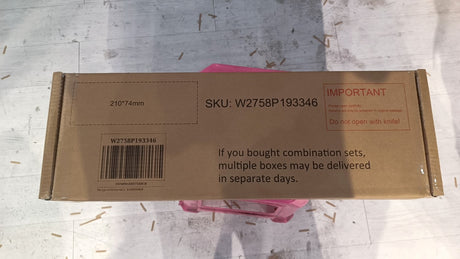 210*74mm
SKU: W2758P193346
IMPORTANT
Do not open with knife!
W2758P193346
If you bought combination sets,
multiple boxes may be delivered
in separate days.